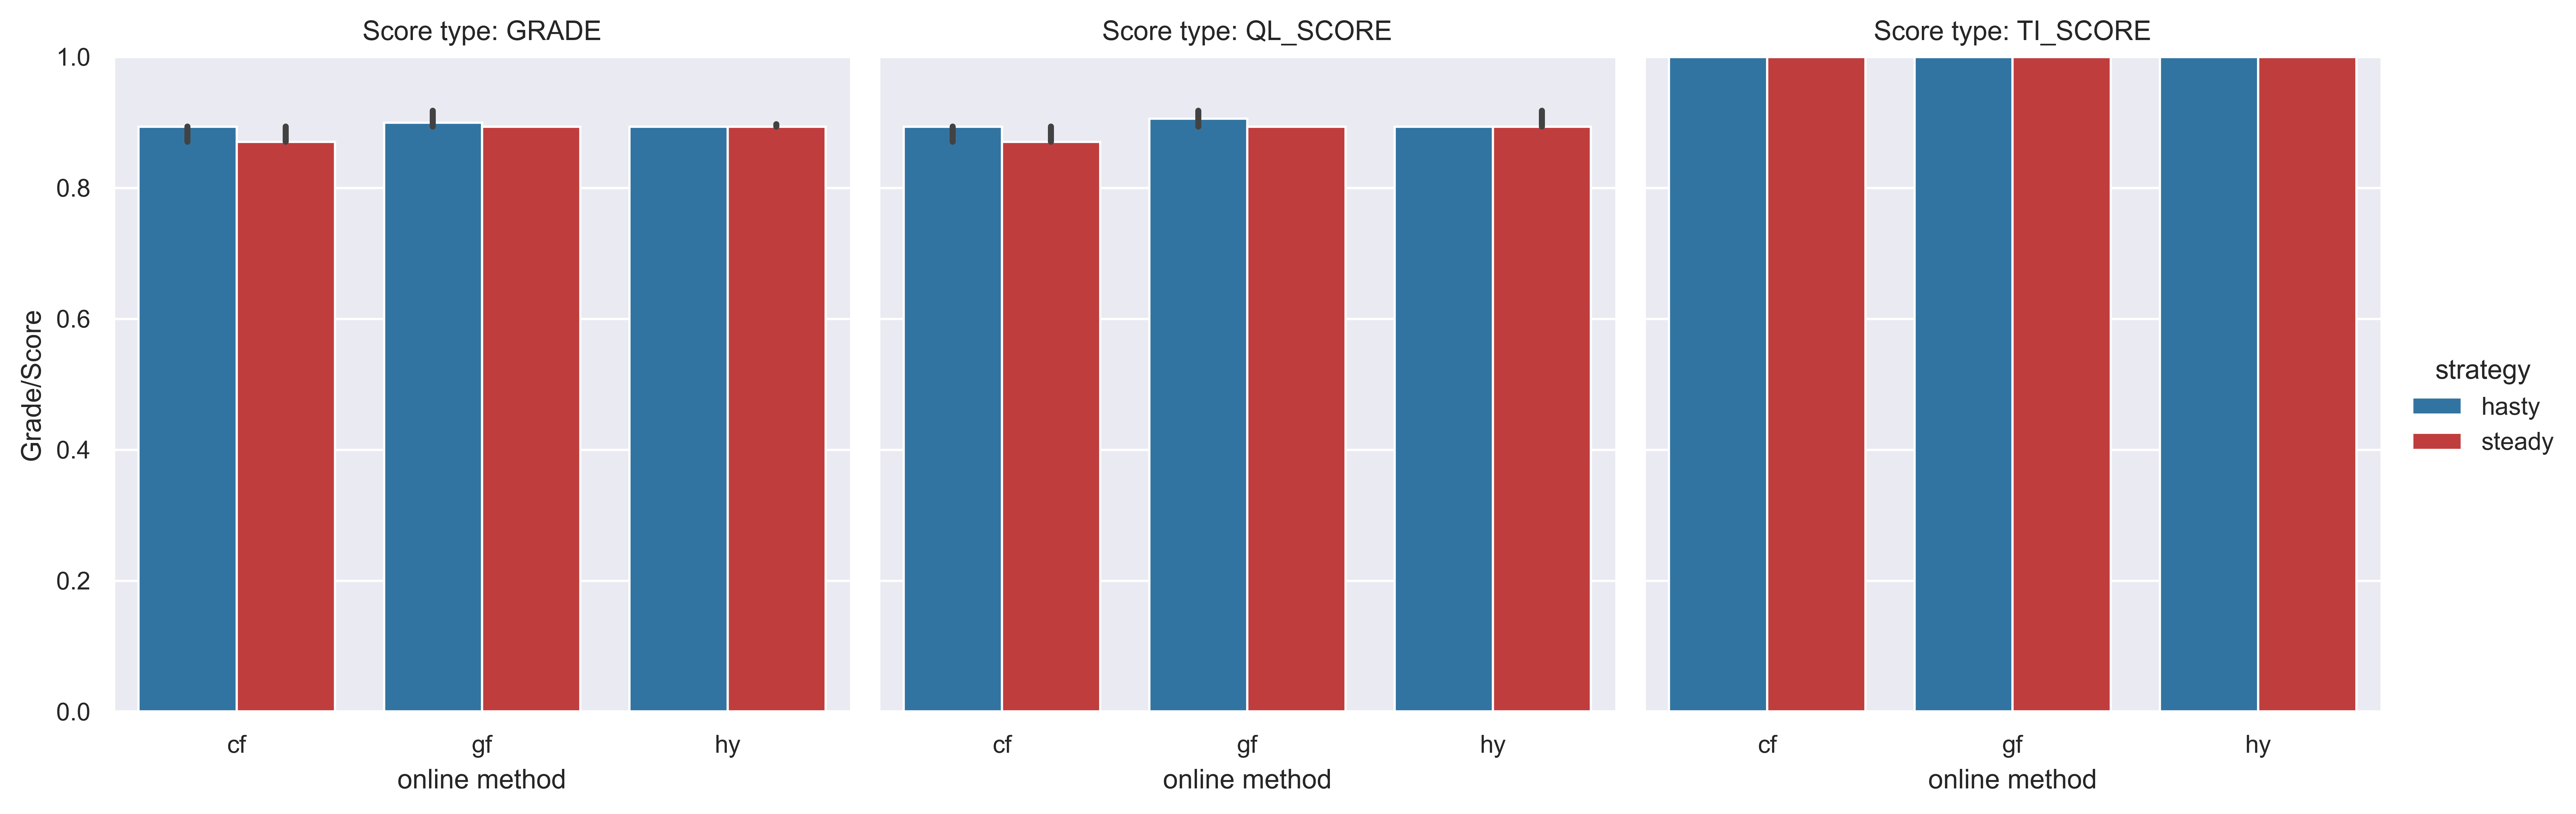 Score type: GRADE
Score type: QL_SCORE
Score type: TI_SCORE
Grade/Score
1.0
0.8
0.6
0.4
0.2
0.0
cf gf hy
cf gf hy
cf gf hy
online method
online method
online method
strategy
hasty
steady